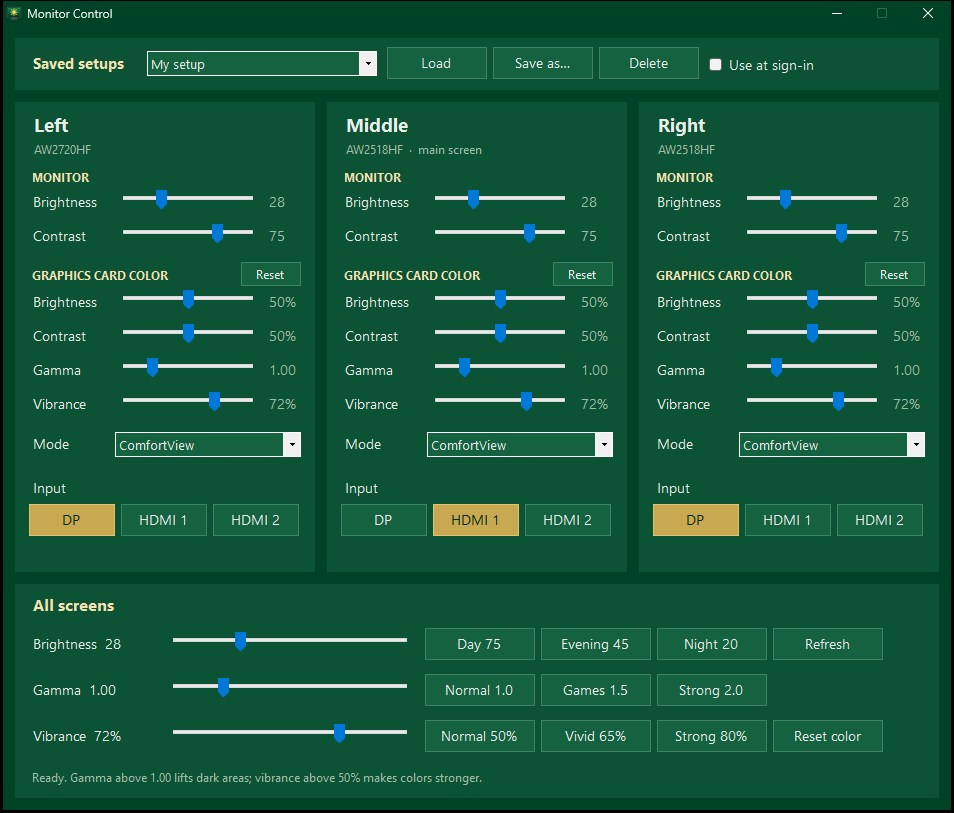 Monitor Control
Saved setups My setup Load Save as... Delete Use at sign-in
Left
AW2720HF
MONITOR
Brightness 28
Contrast 75
GRAPHICS CARD COLOR Reset
Brightness 50%
Contrast 50%
Gamma 1.00
Vibrance 72%
Mode ComfortView
Input
DP HDMI 1 HDMI 2
Middle
AW2518HF · main screen
MONITOR
Brightness 28
Contrast 75
GRAPHICS CARD COLOR Reset
Brightness 50%
Contrast 50%
Gamma 1.00
Vibrance 72%
Mode ComfortView
Input
DP HDMI 1 HDMI 2
Right
AW2518HF
MONITOR
Brightness 28
Contrast 75
GRAPHICS CARD COLOR Reset
Brightness 50%
Contrast 50%
Gamma 1.00
Vibrance 72%
Mode ComfortView
Input
DP HDMI 1 HDMI 2
All screens
Brightness 28 Day 75 Evening 45 Night 20 Refresh
Gamma 1.00 Normal 1.0 Games 1.5 Strong 2.0
Vibrance 72% Normal 50% Vivid 65% Strong 80% Reset color
Ready. Gamma above 1.00 lifts dark areas; vibrance above 50% makes colors stronger.